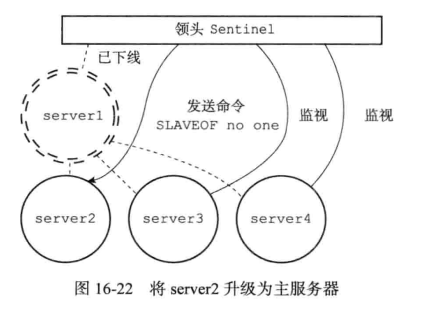 领头 Sentinel
已下线
server1
发送命令
SLAVEOF no one
监视
监视
server2
server3
server4
图 16-22 将 server2 升级为主服务器